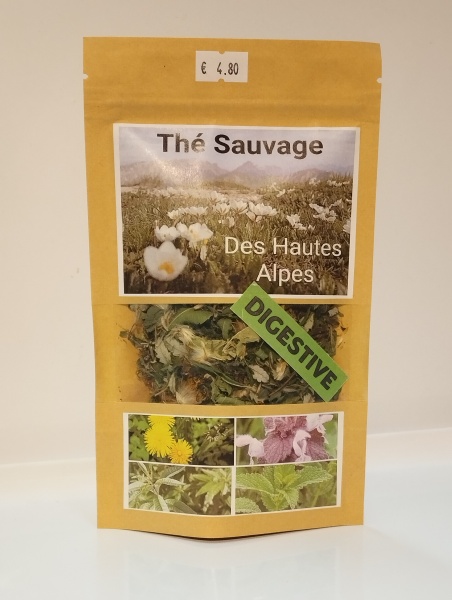 € 4.80
Thé Sauvage
Des Hautes
Alpes
DIGESTIVE